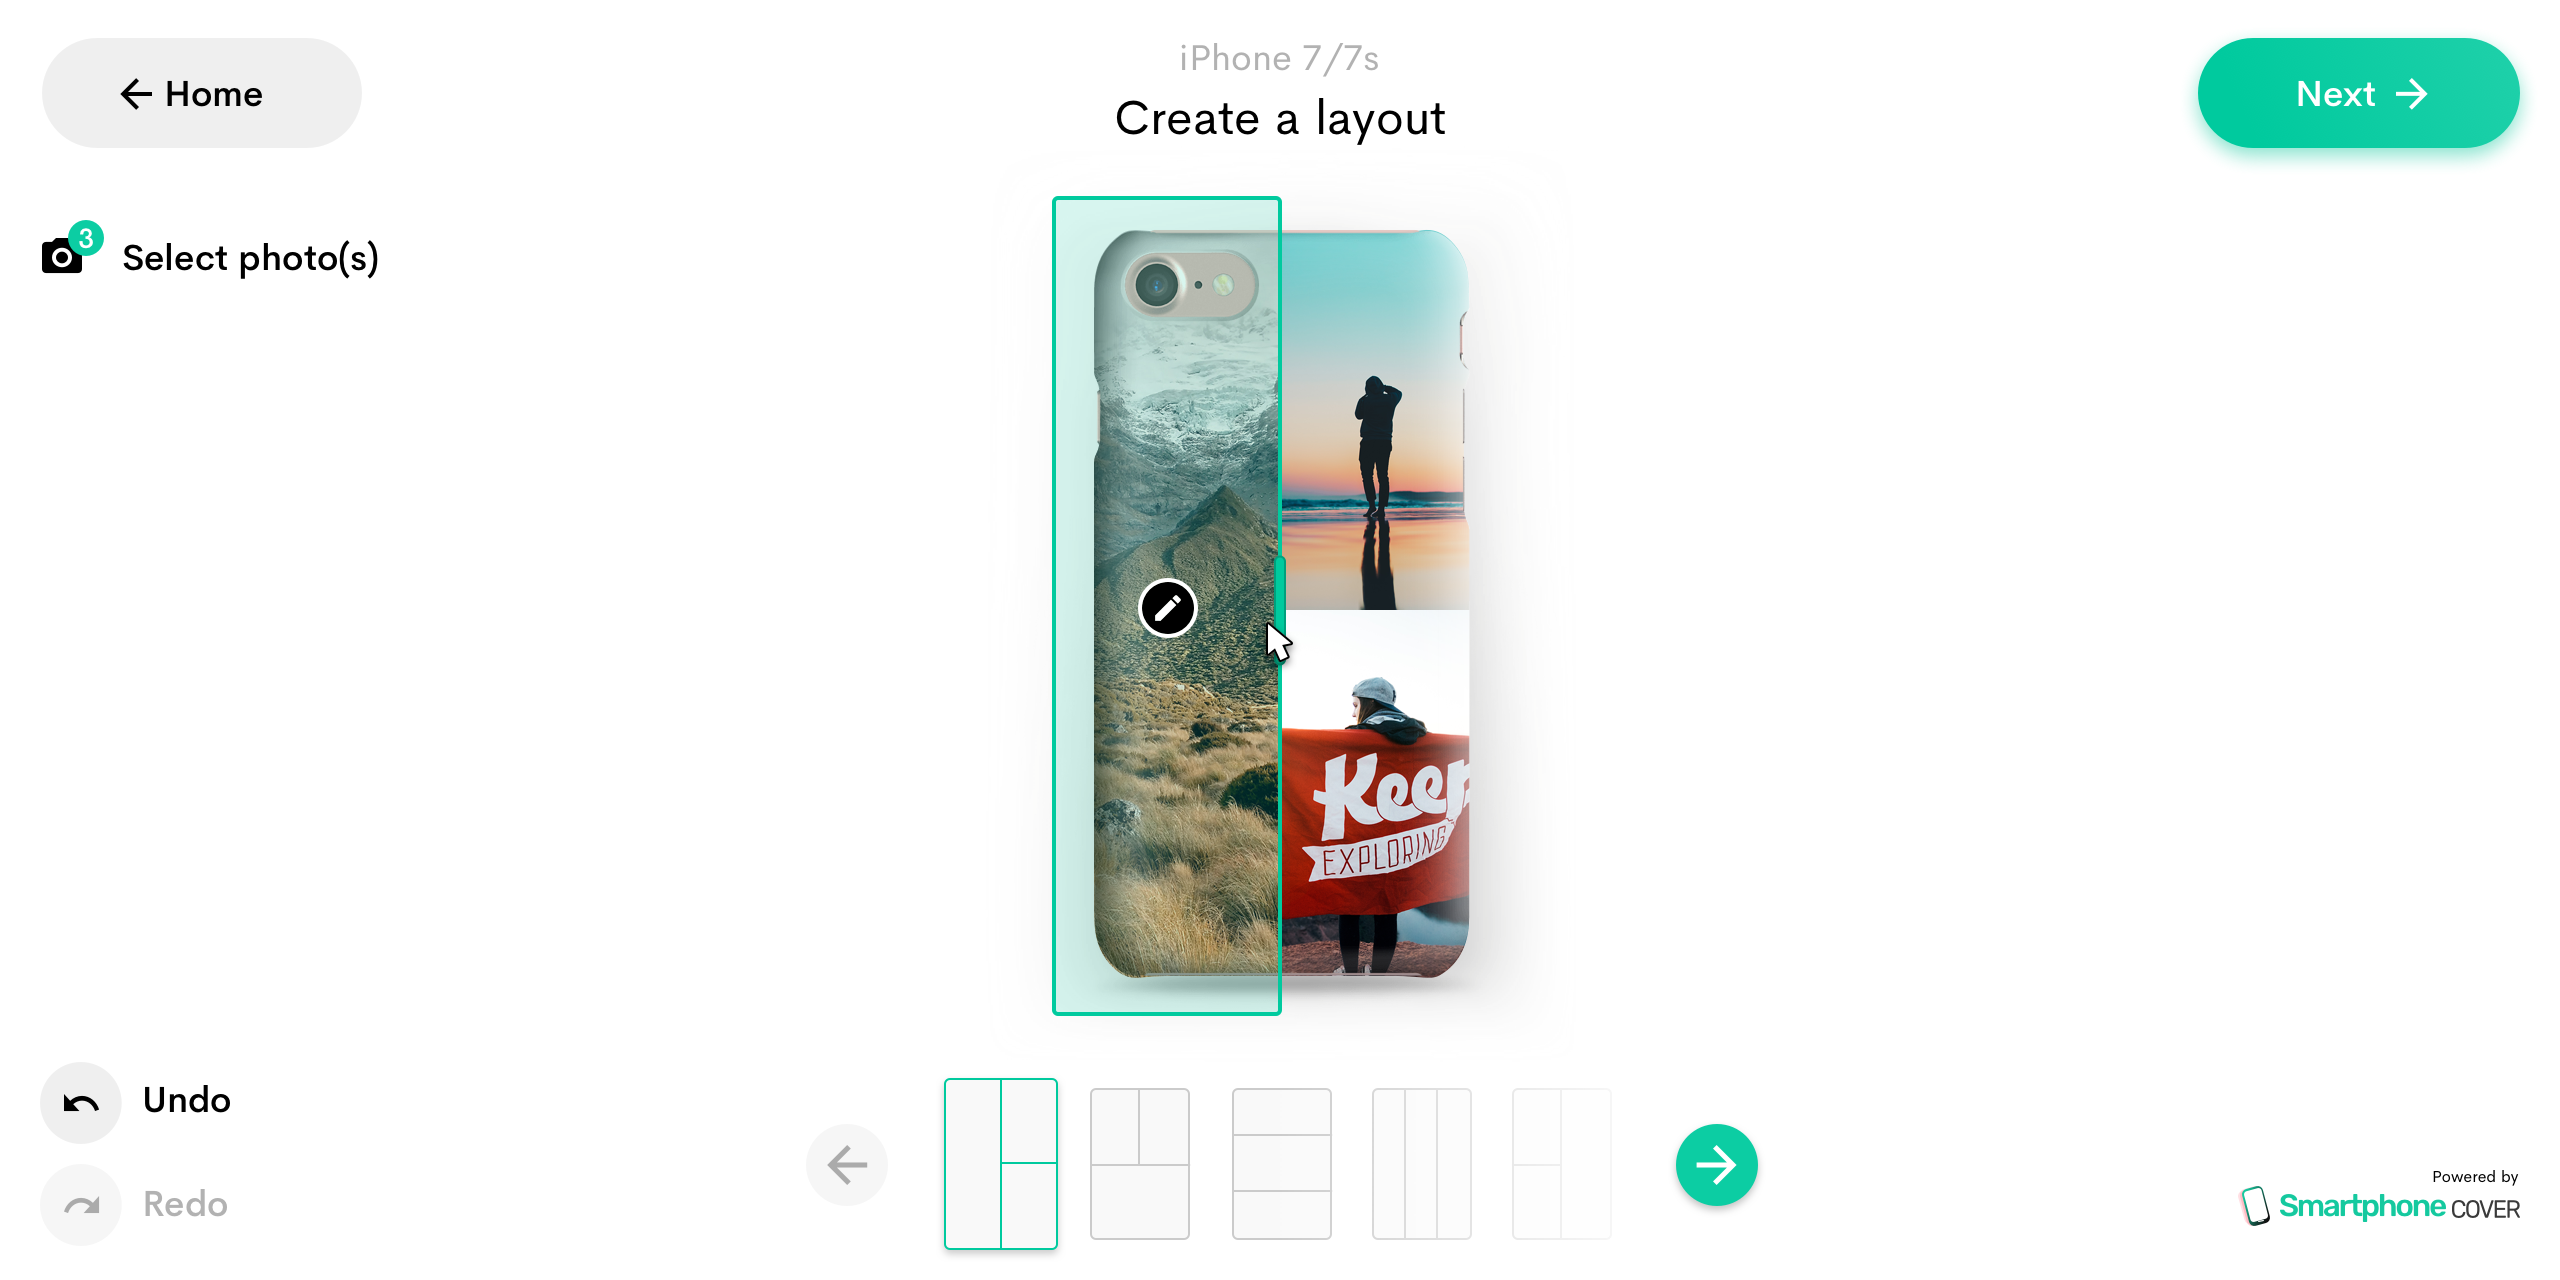 Home
iPhone 7/7s
Create a layout
Next
3
Select photo(s)
Keep
EXPLORING
Undo
Redo
Powered by
Smartphone COVER